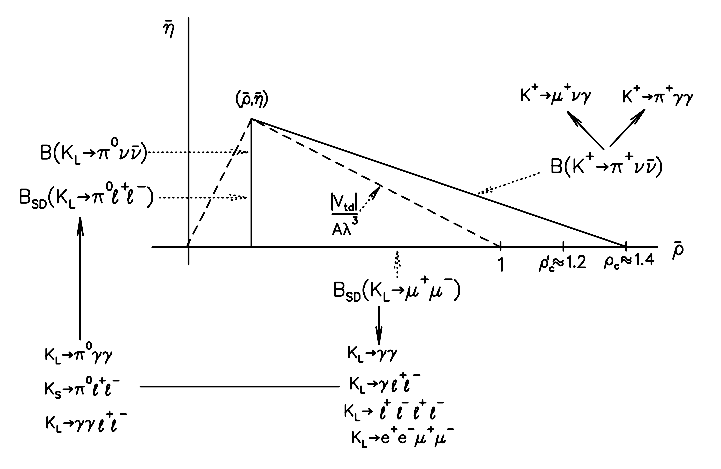 η̄
(ρ̄,η̄)
K⁺→μ⁺νγ K⁺→π⁺γγ
B(K_L→π⁰νν̄)
B(K⁺→π⁺νν̄)
B_SD(K_L→π⁰ℓ⁺ℓ⁻)
|V_td|
Aλ³
1 ρ'_c≈1.2 ρ_c≈1.4 ρ̄
B_SD(K_L→μ⁺μ⁻)
K_L→π⁰γγ K_L→γγ
K_S→π⁰ℓ⁺ℓ⁻ K_L→γℓ⁺ℓ⁻
K_L→γγℓ⁺ℓ⁻ K_L→ℓ⁺ℓ⁻ℓ⁺ℓ⁻
K_L→e⁺e⁻μ⁺μ⁻